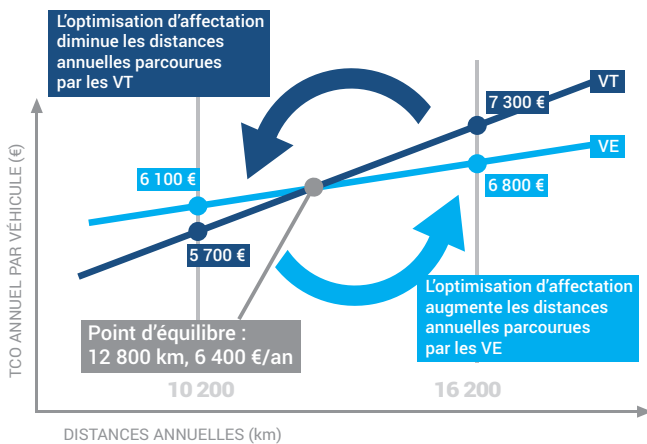 L'optimisation d'affectation
diminue les distances
annuelles parcourues
par les VT
7 300 €
VT
VE
6 100 €
6 800 €
5 700 €
L'optimisation d'affectation
augmente les distances
annuelles parcourues
par les VE
Point d'équilibre :
12 800 km, 6 400 €/an
10 200
16 200
TCO ANNUEL PAR VÉHICULE (€)
DISTANCES ANNUELLES (km)